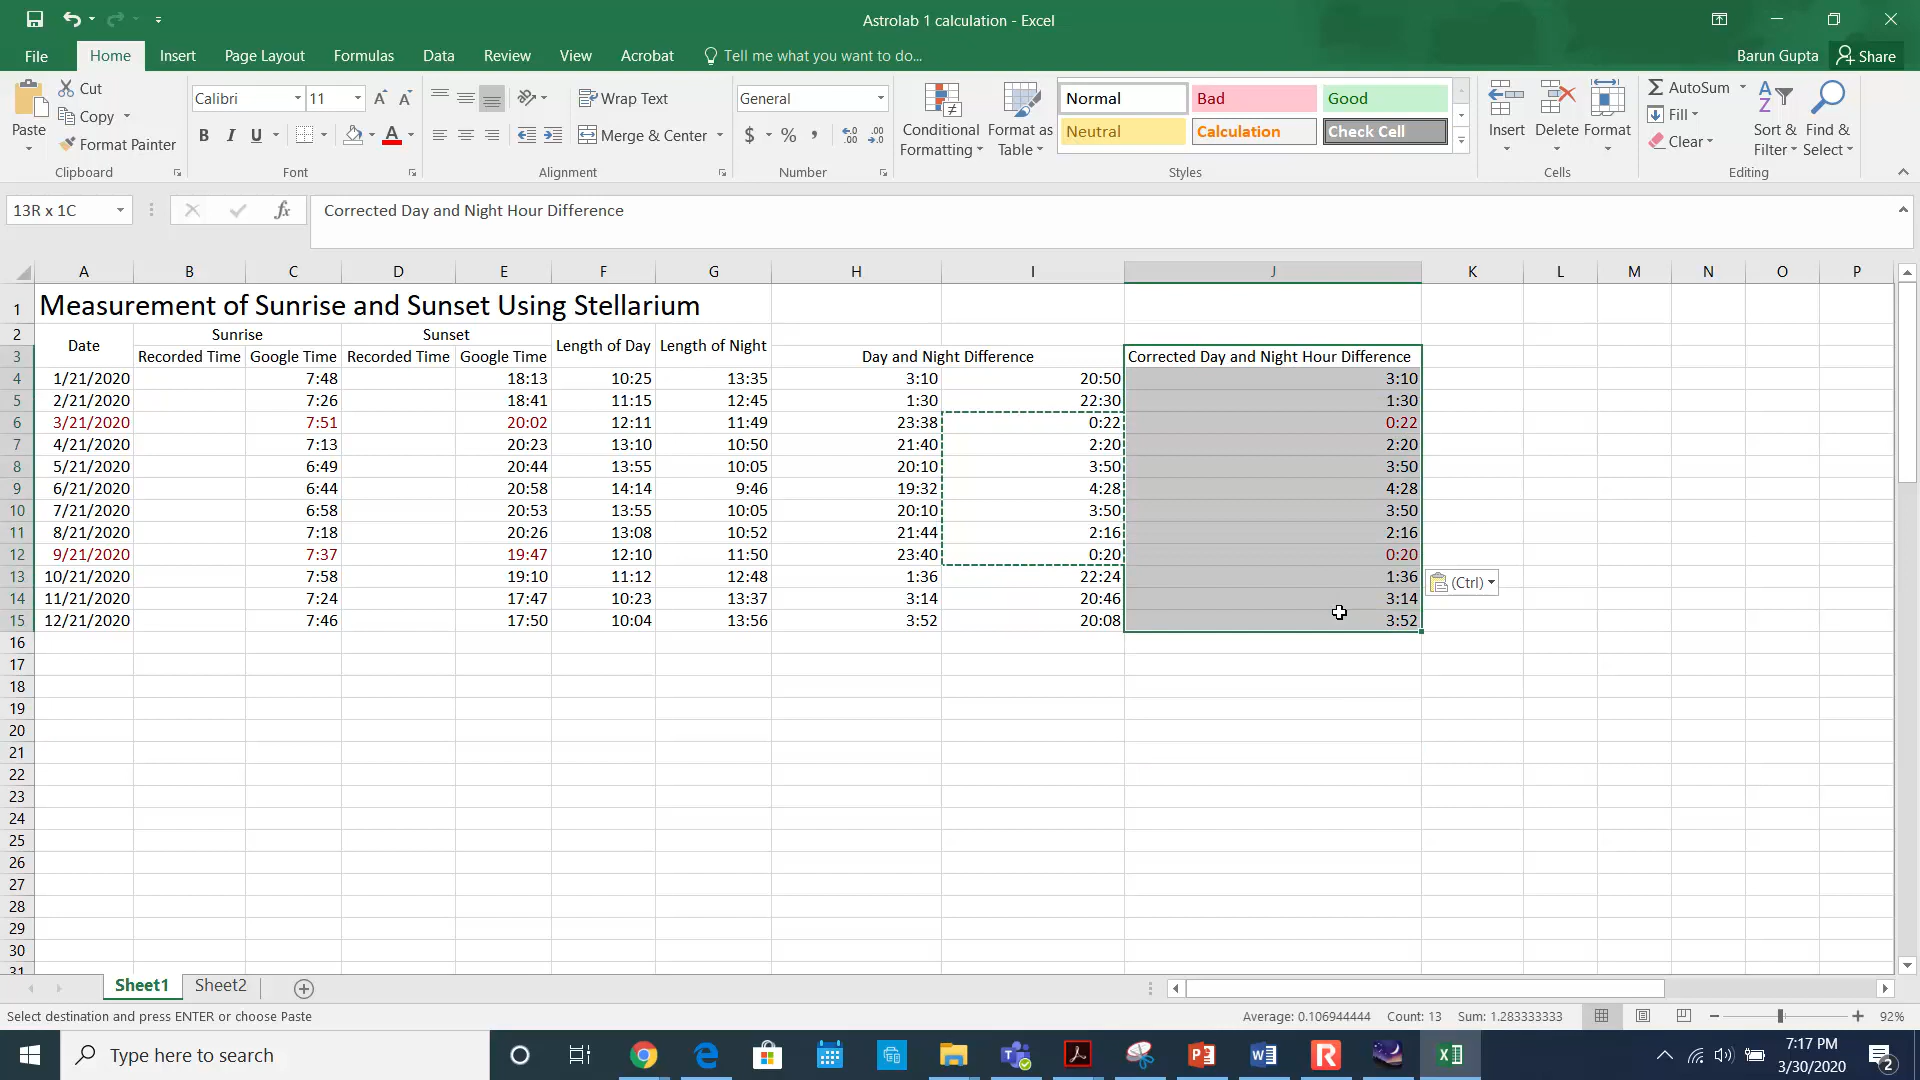 Astrolab 1 calculation - Excel
File Home Insert Page Layout Formulas Data Review View Acrobat Tell me what you want to do... Barun Gupta Share
Paste Cut Copy Format Painter Clipboard
Calibri 11 Font
Wrap Text
Merge & Center
Alignment
General
Number
Conditional Formatting
Format as Table
Normal Bad Good
Neutral Calculation Check Cell
Styles
Insert Delete Format
Cells
AutoSum
Fill
Clear
Sort & Filter
Find & Select
Editing
13R x 1C fx Corrected Day and Night Hour Difference
A B C D E F G H I J K L M N O P
1 Measurement of Sunrise and Sunset Using Stellarium
2 Date Sunrise Sunset Length of Day Length of Night
3 Recorded Time Google Time Recorded Time Google Time Day and Night Difference Corrected Day and Night Hour Difference
4 1/21/2020 7:48 18:13 10:25 13:35 3:10 20:50 3:10
5 2/21/2020 7:26 18:41 11:15 12:45 1:30 22:30 1:30
6 3/21/2020 7:51 20:02 12:11 11:49 23:38 0:22 0:22
7 4/21/2020 7:13 20:23 13:10 10:50 21:40 2:20 2:20
8 5/21/2020 6:49 20:44 13:55 10:05 20:10 3:50 3:50
9 6/21/2020 6:44 20:58 14:14 9:46 19:32 4:28 4:28
10 7/21/2020 6:58 20:53 13:55 10:05 20:10 3:50 3:50
11 8/21/2020 7:18 20:26 13:08 10:52 21:44 2:16 2:16
12 9/21/2020 7:37 19:47 12:10 11:50 23:40 0:20 0:20
13 10/21/2020 7:58 19:10 11:12 12:48 1:36 22:24 1:36 (Ctrl)
14 11/21/2020 7:24 17:47 10:23 13:37 3:14 20:46 3:14
15 12/21/2020 7:46 17:50 10:04 13:56 3:52 20:08 3:52
16
17
18
19
20
21
22
23
24
25
26
27
28
29
30
31
Sheet1 Sheet2
Select destination and press ENTER or choose Paste Average: 0.106944444 Count: 13 Sum: 1.283333333 92%
Type here to search
7:17 PM
3/30/2020
2